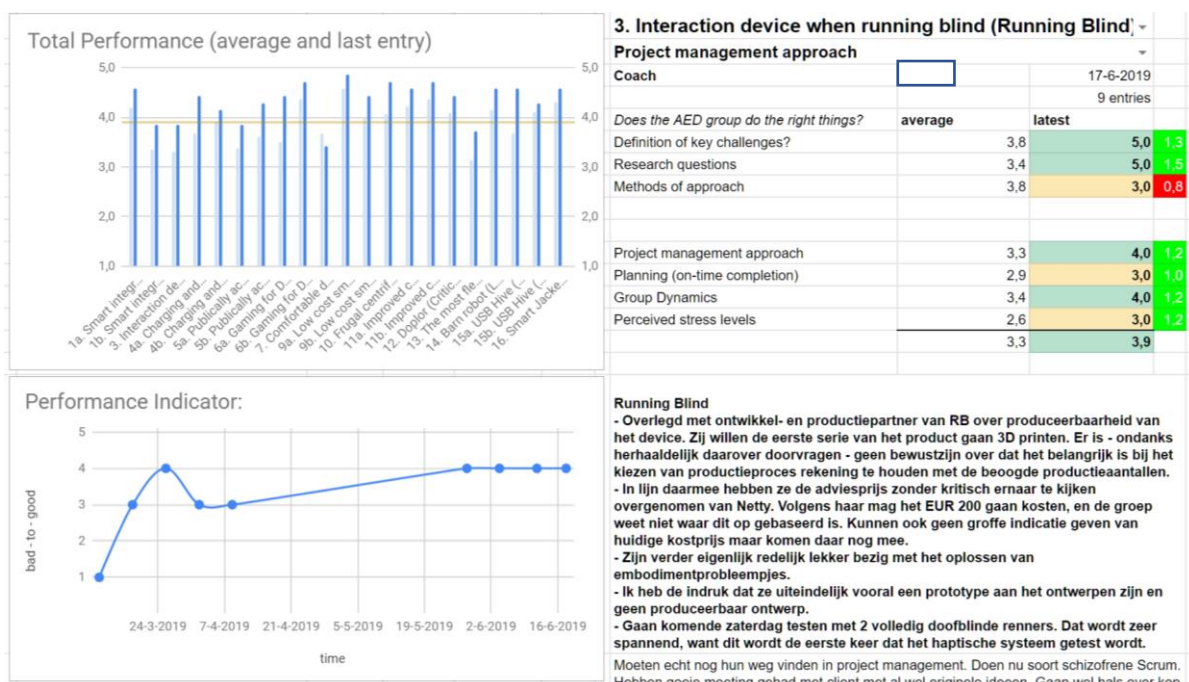 Total Performance (average and last entry)
5,0
5,0
4,0
4,0
3,0
3,0
2,0
2,0
1,0
1,0
1a. Smart integr...
1b. Smart integr...
3. Interaction de...
4a. Charging and...
4b. Charging and...
5a. Publically ac...
5b. Publically ac...
6a. Gaming for D...
6b. Gaming for D...
7. Comfortable d...
9a. Low cost sm...
9b. Low cost sm...
10. Frugal centrif...
11a. Improved c...
11b. Improved c...
12. Doplor (Critic...
13. The most fle...
14. Barn robot (L...
15a. USB Hive (...
15b. USB Hive (...
16. Smart Jacke...
Performance Indicator:
5
4
3
2
1
bad - to - good
24-3-2019 7-4-2019 21-4-2019 5-5-2019 19-5-2019 2-6-2019 16-6-2019
time
3. Interaction device when running blind (Running Blind)
Project management approach
Coach 17-6-2019
9 entries
Does the AED group do the right things? average latest
Definition of key challenges? 3,8 5,0 1,3
Research questions 3,4 5,0 1,5
Methods of approach 3,8 3,0 0,8
Project management approach 3,3 4,0 1,2
Planning (on-time completion) 2,9 3,0 1,0
Group Dynamics 3,4 4,0 1,2
Perceived stress levels 2,6 3,0 1,2
3,3 3,9
Running Blind
- Overlegd met ontwikkel- en productiepartner van RB over produceerbaarheid van
het device. Zij willen de eerste serie van het product gaan 3D printen. Er is - ondanks
herhaaldelijk daarover doorvragen - geen bewustzijn over dat het belangrijk is bij het
kiezen van productieproces rekening te houden met de beoogde productieaantallen.
- In lijn daarmee hebben ze de adviesprijs zonder kritisch ernaar te kijken
overgenomen van Netty. Volgens haar mag het EUR 200 gaan kosten, en de groep
weet niet waar dit op gebaseerd is. Kunnen ook geen groffe indicatie geven van
huidige kostprijs maar komen daar nog mee.
- Zijn verder eigenlijk redelijk lekker bezig met het oplossen van
embodimentprobleempjes.
- Ik heb de indruk dat ze uiteindelijk vooral een prototype aan het ontwerpen zijn en
geen produceerbaar ontwerp.
- Gaan komende zaterdag testen met 2 volledig doofblinde renners. Dat wordt zeer
spannend, want dit wordt de eerste keer dat het haptische systeem getest wordt.
Moeten echt nog hun weg vinden in project management. Doen nu soort schizofrene Scrum.